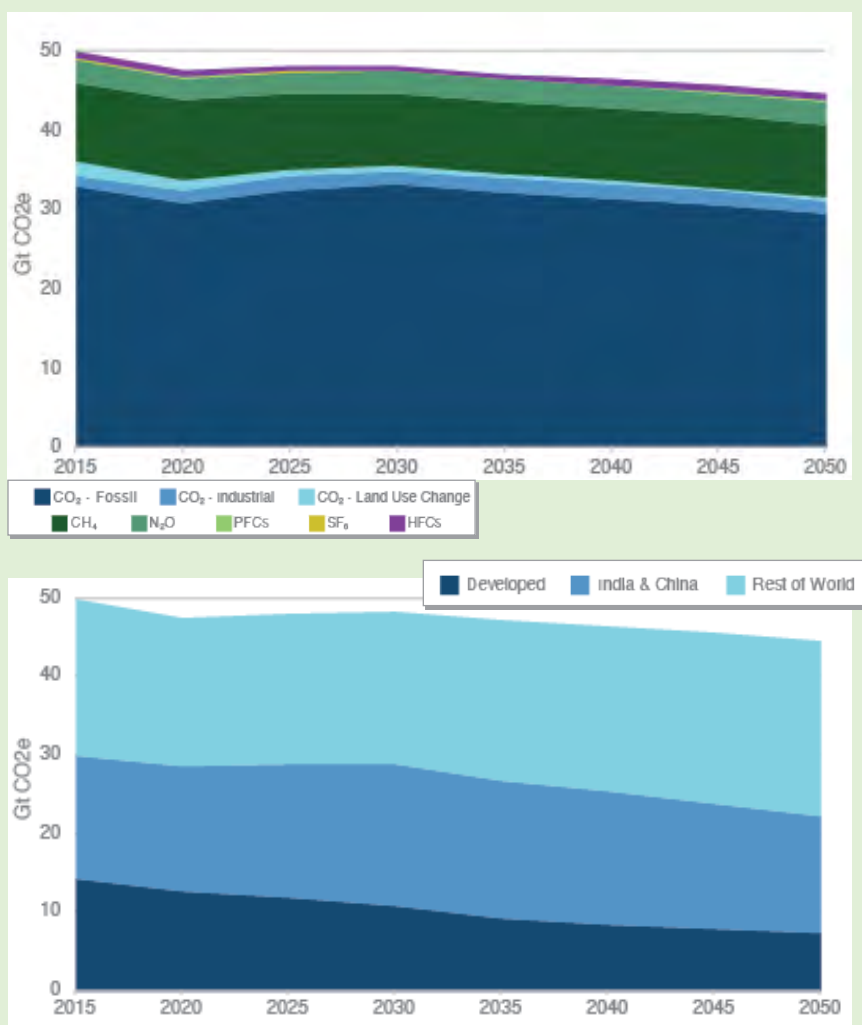 50
40
30
20
10
0
Gt CO2e
2015 2020 2025 2030 2035 2040 2045 2050
CO₂ - Fossil CO₂ - Industrial CO₂ - Land Use Change
CH₄ N₂O PFCs SF₆ HFCs
Developed India & China Rest of World
50
40
30
20
10
0
Gt CO2e
2015 2020 2025 2030 2035 2040 2045 2050